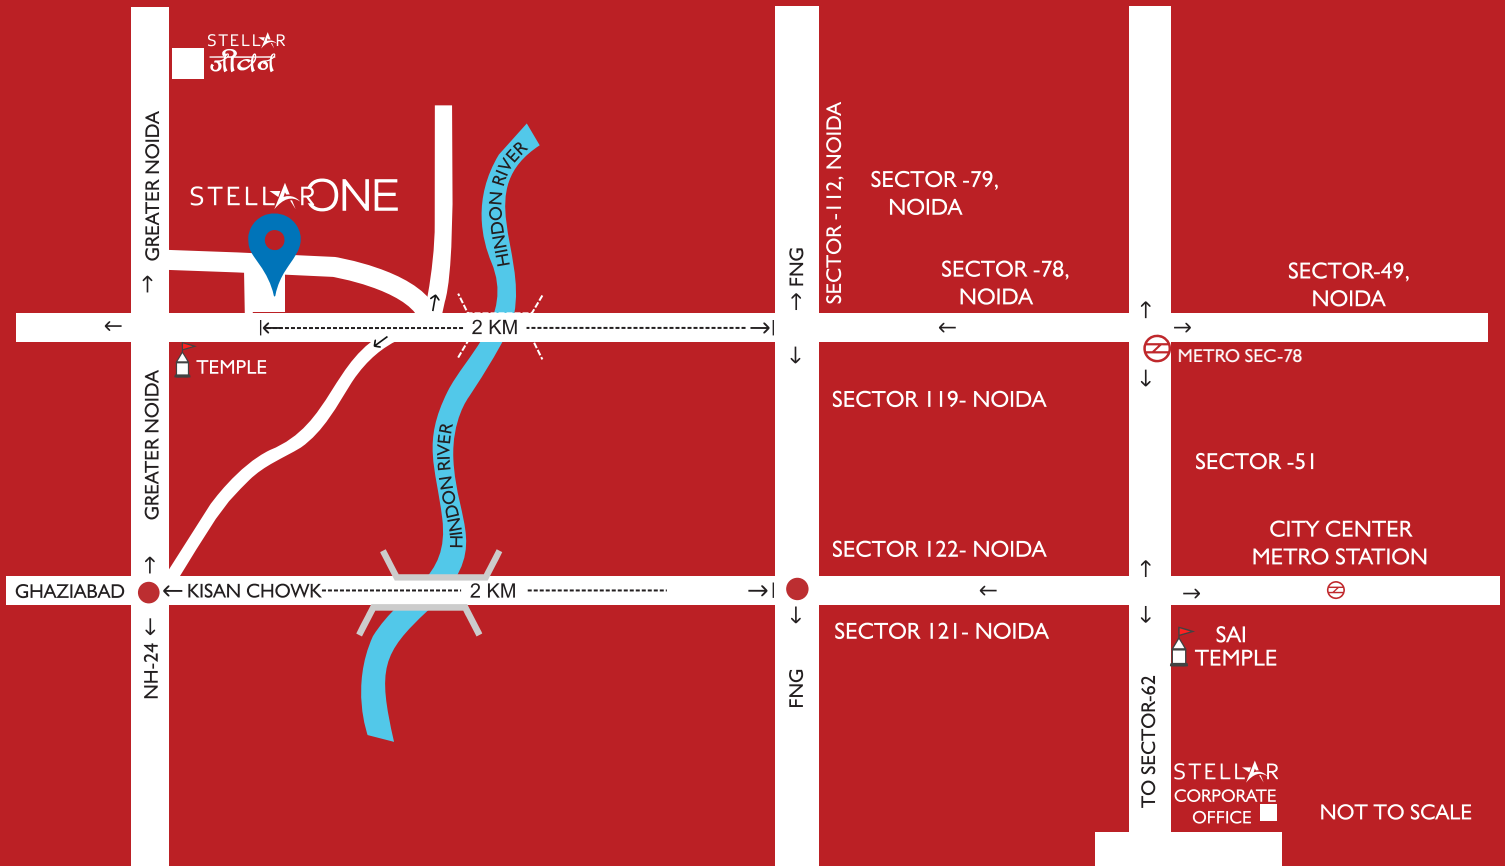 STELLAR
जीवन
GREATER NOIDA
STELLAR ONE
HINDON RIVER
FNG
SECTOR -112, NOIDA
SECTOR -79,
NOIDA
SECTOR -78,
NOIDA
SECTOR-49,
NOIDA
2 KM
METRO SEC-78
TEMPLE
GREATER NOIDA
HINDON RIVER
SECTOR 119- NOIDA
SECTOR -51
SECTOR 122- NOIDA
CITY CENTER
METRO STATION
GHAZIABAD
KISAN CHOWK
2 KM
SECTOR 121- NOIDA
SAI
TEMPLE
NH-24
FNG
TO SECTOR-62
STELLAR
CORPORATE
OFFICE
NOT TO SCALE